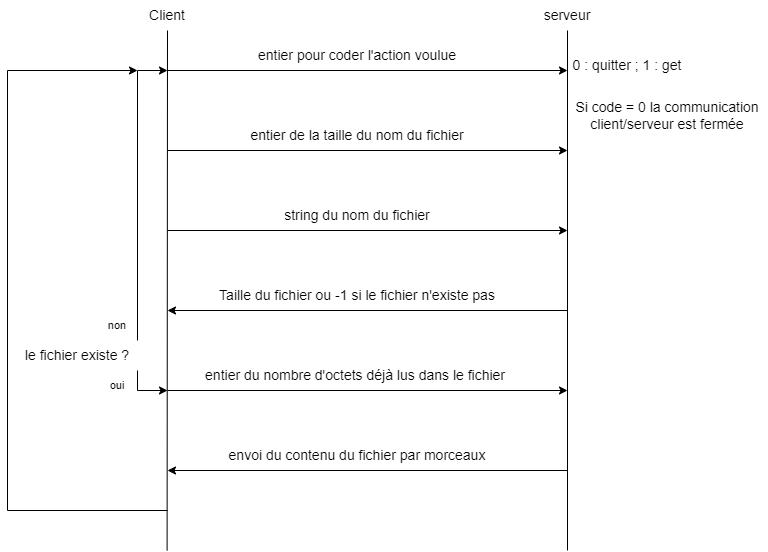 Client
serveur
entier pour coder l'action voulue
0 : quitter ; 1 : get
Si code = 0 la communication
client/serveur est fermée
entier de la taille du nom du fichier
string du nom du fichier
Taille du fichier ou -1 si le fichier n'existe pas
non
le fichier existe ?
oui
entier du nombre d'octets déjà lus dans le fichier
envoi du contenu du fichier par morceaux